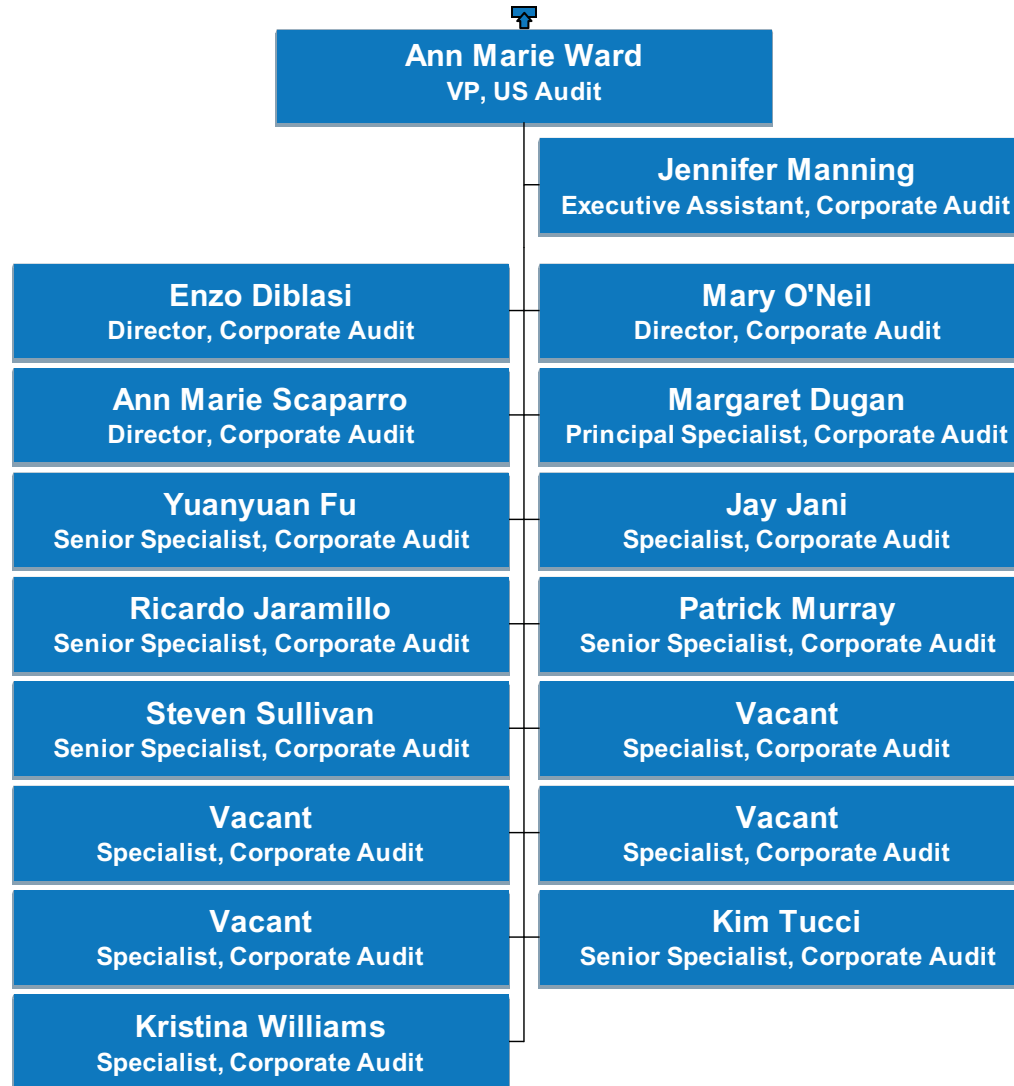 Ann Marie Ward
VP, US Audit
Jennifer Manning
Executive Assistant, Corporate Audit
Enzo Diblasi
Director, Corporate Audit
Mary O'Neil
Director, Corporate Audit
Ann Marie Scaparro
Director, Corporate Audit
Margaret Dugan
Principal Specialist, Corporate Audit
Yuanyuan Fu
Senior Specialist, Corporate Audit
Jay Jani
Specialist, Corporate Audit
Ricardo Jaramillo
Senior Specialist, Corporate Audit
Patrick Murray
Senior Specialist, Corporate Audit
Steven Sullivan
Senior Specialist, Corporate Audit
Vacant
Specialist, Corporate Audit
Vacant
Specialist, Corporate Audit
Vacant
Specialist, Corporate Audit
Vacant
Specialist, Corporate Audit
Kim Tucci
Senior Specialist, Corporate Audit
Kristina Williams
Specialist, Corporate Audit